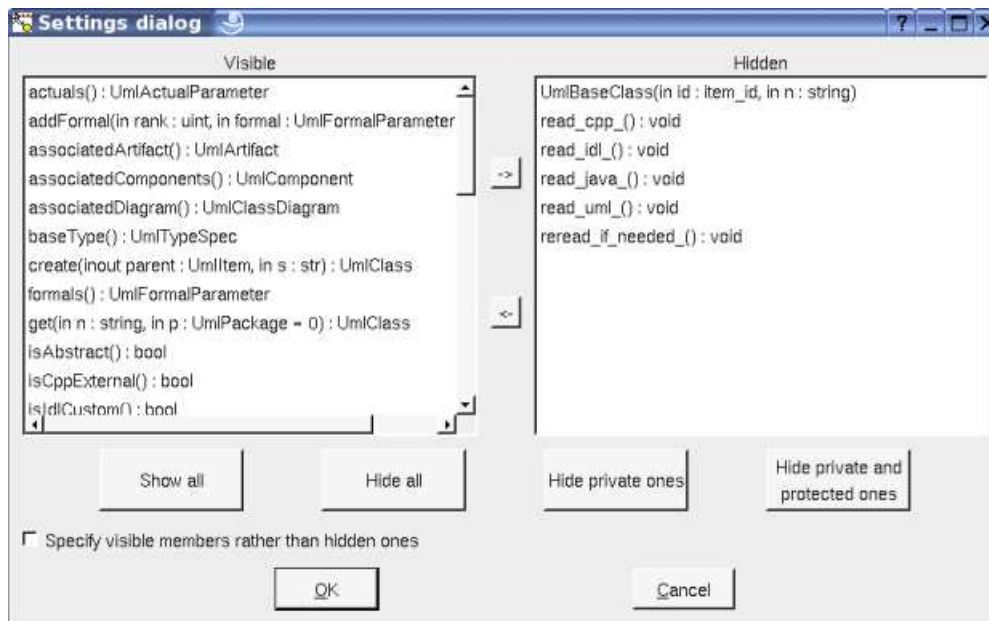 Settings dialog
Visible
Hidden
actuals() : UmlActualParameter
addFormal(in rank : uint, in formal : UmlFormalParameter
associatedArtifact() : UmlArtifact
associatedComponents() : UmlComponent
associatedDiagram() : UmlClassDiagram
baseType() : UmlTypeSpec
create(inout parent : UmlItem, in s : str) : UmlClass
formals() : UmlFormalParameter
get(in n : string, in p : UmlPackage = 0) : UmlClass
isAbstract() : bool
isCppExternal() : bool
isIdlCustom() : bool
->
<-
UmlBaseClass(in id : item_id, in n : string)
read_cpp_() : void
read_idl_() : void
read_java_() : void
read_uml_() : void
reread_if_needed_() : void
Show all
Hide all
Hide private ones
Hide private and
protected ones
Specify visible members rather than hidden ones
OK
Cancel